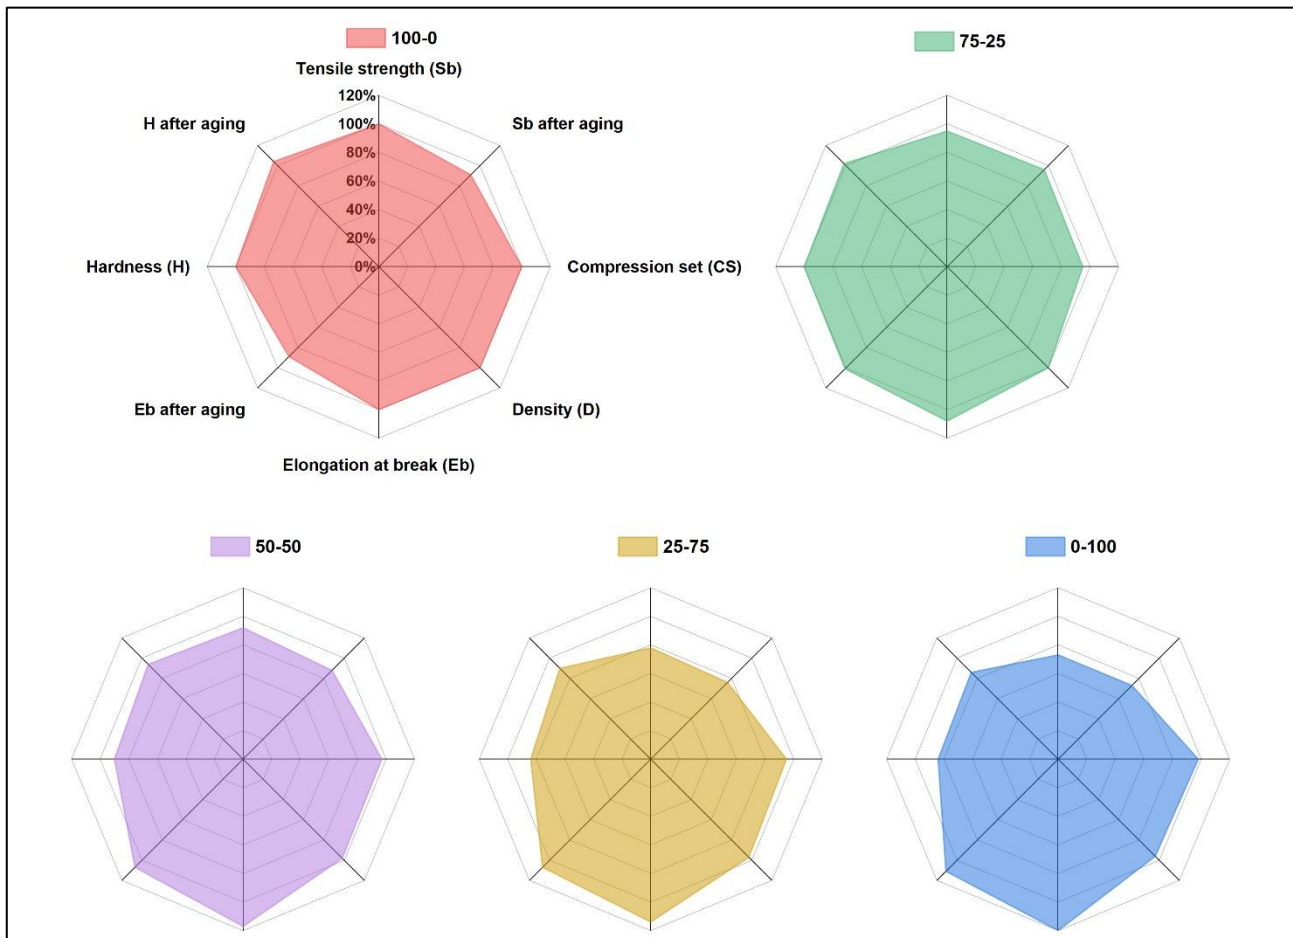 100-0
75-25
Tensile strength (Sb)
120%
100%
80%
60%
40%
20%
0%
H after aging
Sb after aging
Hardness (H)
Compression set (CS)
Eb after aging
Density (D)
Elongation at break (Eb)
50-50
25-75
0-100